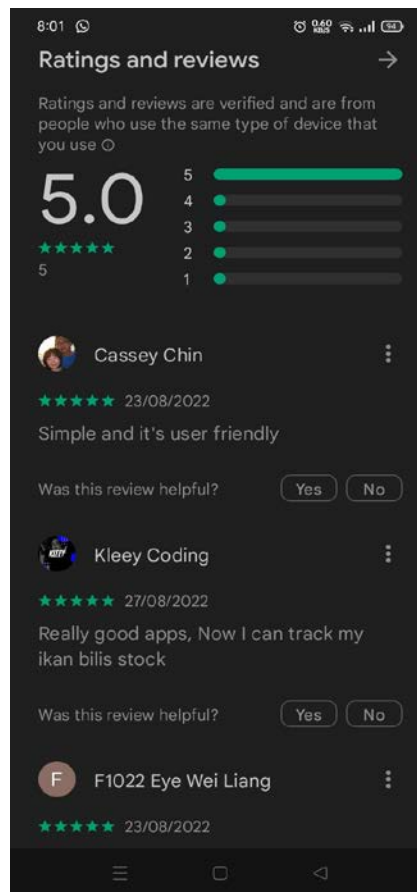 8:01 0.60 KB/S 94
Ratings and reviews
Ratings and reviews are verified and are from
people who use the same type of device that
you use
5.0
5
5
4
3
2
1
Cassey Chin
23/08/2022
Simple and it's user friendly
Was this review helpful? Yes No
Kleey Coding
27/08/2022
Really good apps, Now I can track my
ikan bilis stock
Was this review helpful? Yes No
F F1022 Eye Wei Liang
23/08/2022